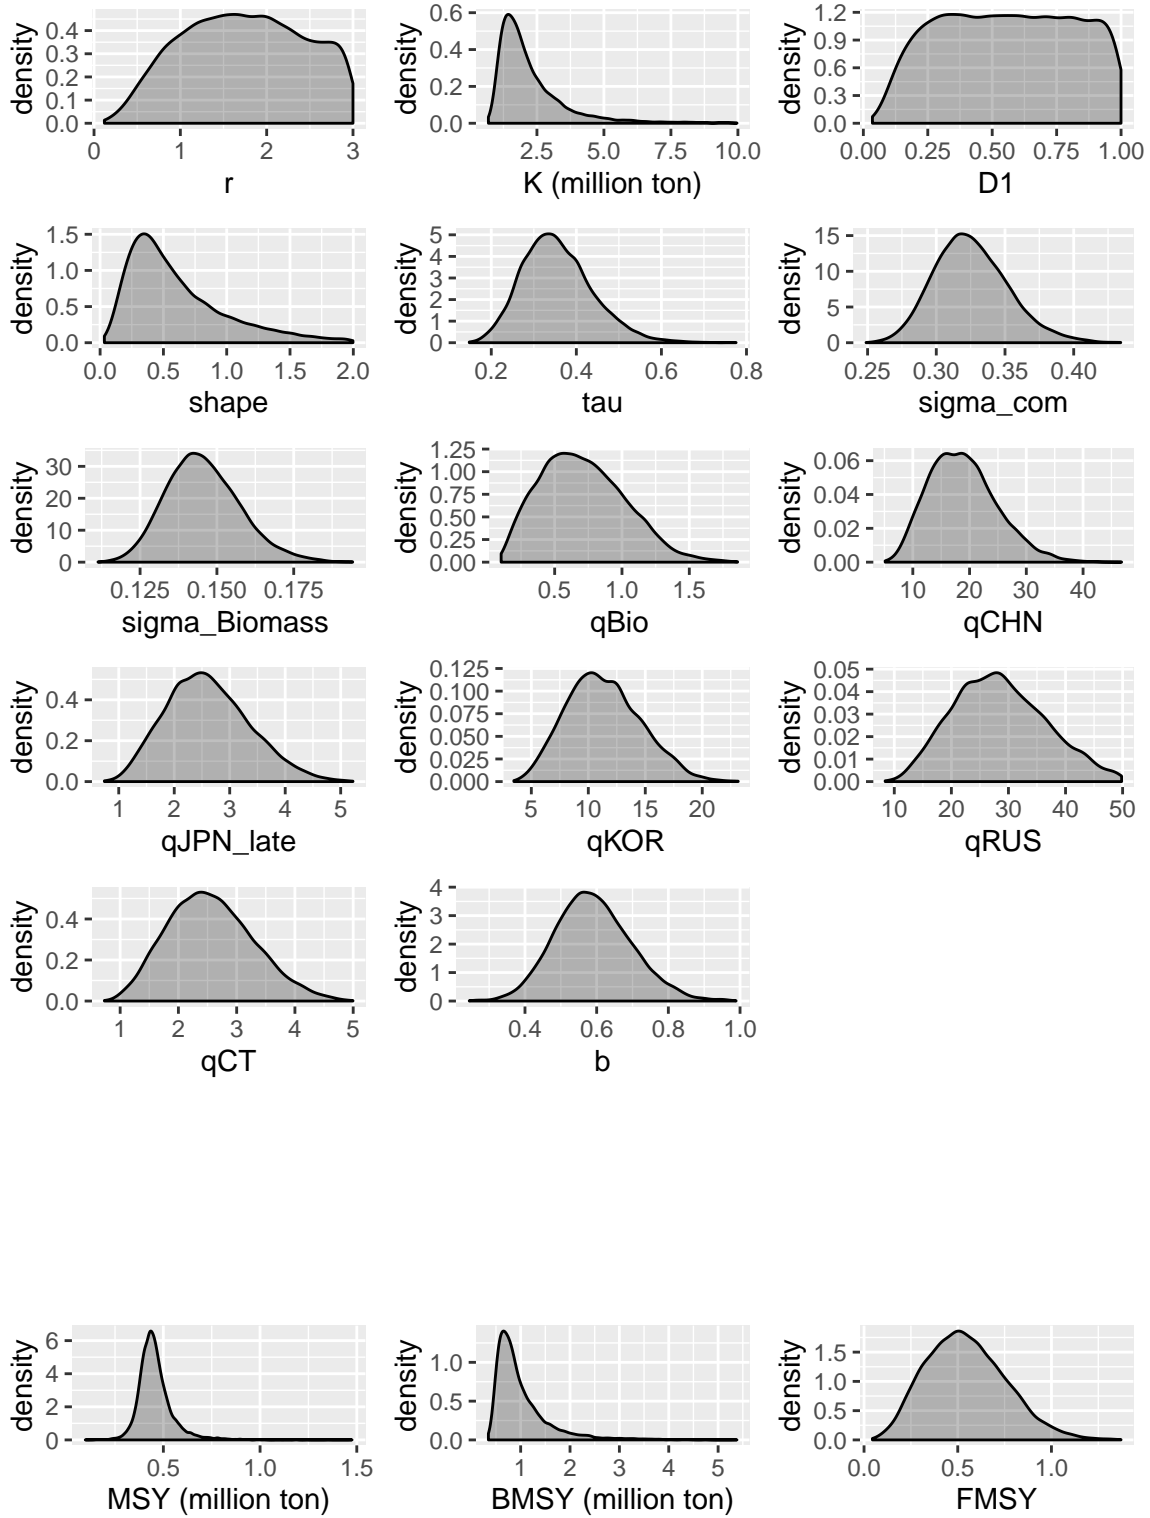 density 0.0 0.1 0.2 0.3 0.4 0 1 2 3 r
density 0.0 0.2 0.4 0.6 2.5 5.0 7.5 10.0 K (million ton)
density 0.0 0.3 0.6 0.9 1.2 0.00 0.25 0.50 0.75 1.00 D1
density 0.0 0.5 1.0 1.5 0.0 0.5 1.0 1.5 2.0 shape
density 0 1 2 3 4 5 0.2 0.4 0.6 0.8 tau
density 0 5 10 15 0.25 0.30 0.35 0.40 sigma_com
density 0 10 20 30 0.125 0.150 0.175 sigma_Biomass
density 0.00 0.25 0.50 0.75 1.00 1.25 0.5 1.0 1.5 qBio
density 0.00 0.02 0.04 0.06 10 20 30 40 qCHN
density 0.0 0.2 0.4 1 2 3 4 5 qJPN_late
density 0.000 0.025 0.050 0.075 0.100 0.125 5 10 15 20 qKOR
density 0.00 0.01 0.02 0.03 0.04 0.05 10 20 30 40 50 qRUS
density 0.0 0.2 0.4 1 2 3 4 5 qCT
density 0 1 2 3 4 0.4 0.6 0.8 1.0 b
density 0 2 4 6 0.5 1.0 1.5 MSY (million ton)
density 0.0 0.5 1.0 1 2 3 4 5 BMSY (million ton)
density 0.0 0.5 1.0 1.5 0.0 0.5 1.0 FMSY